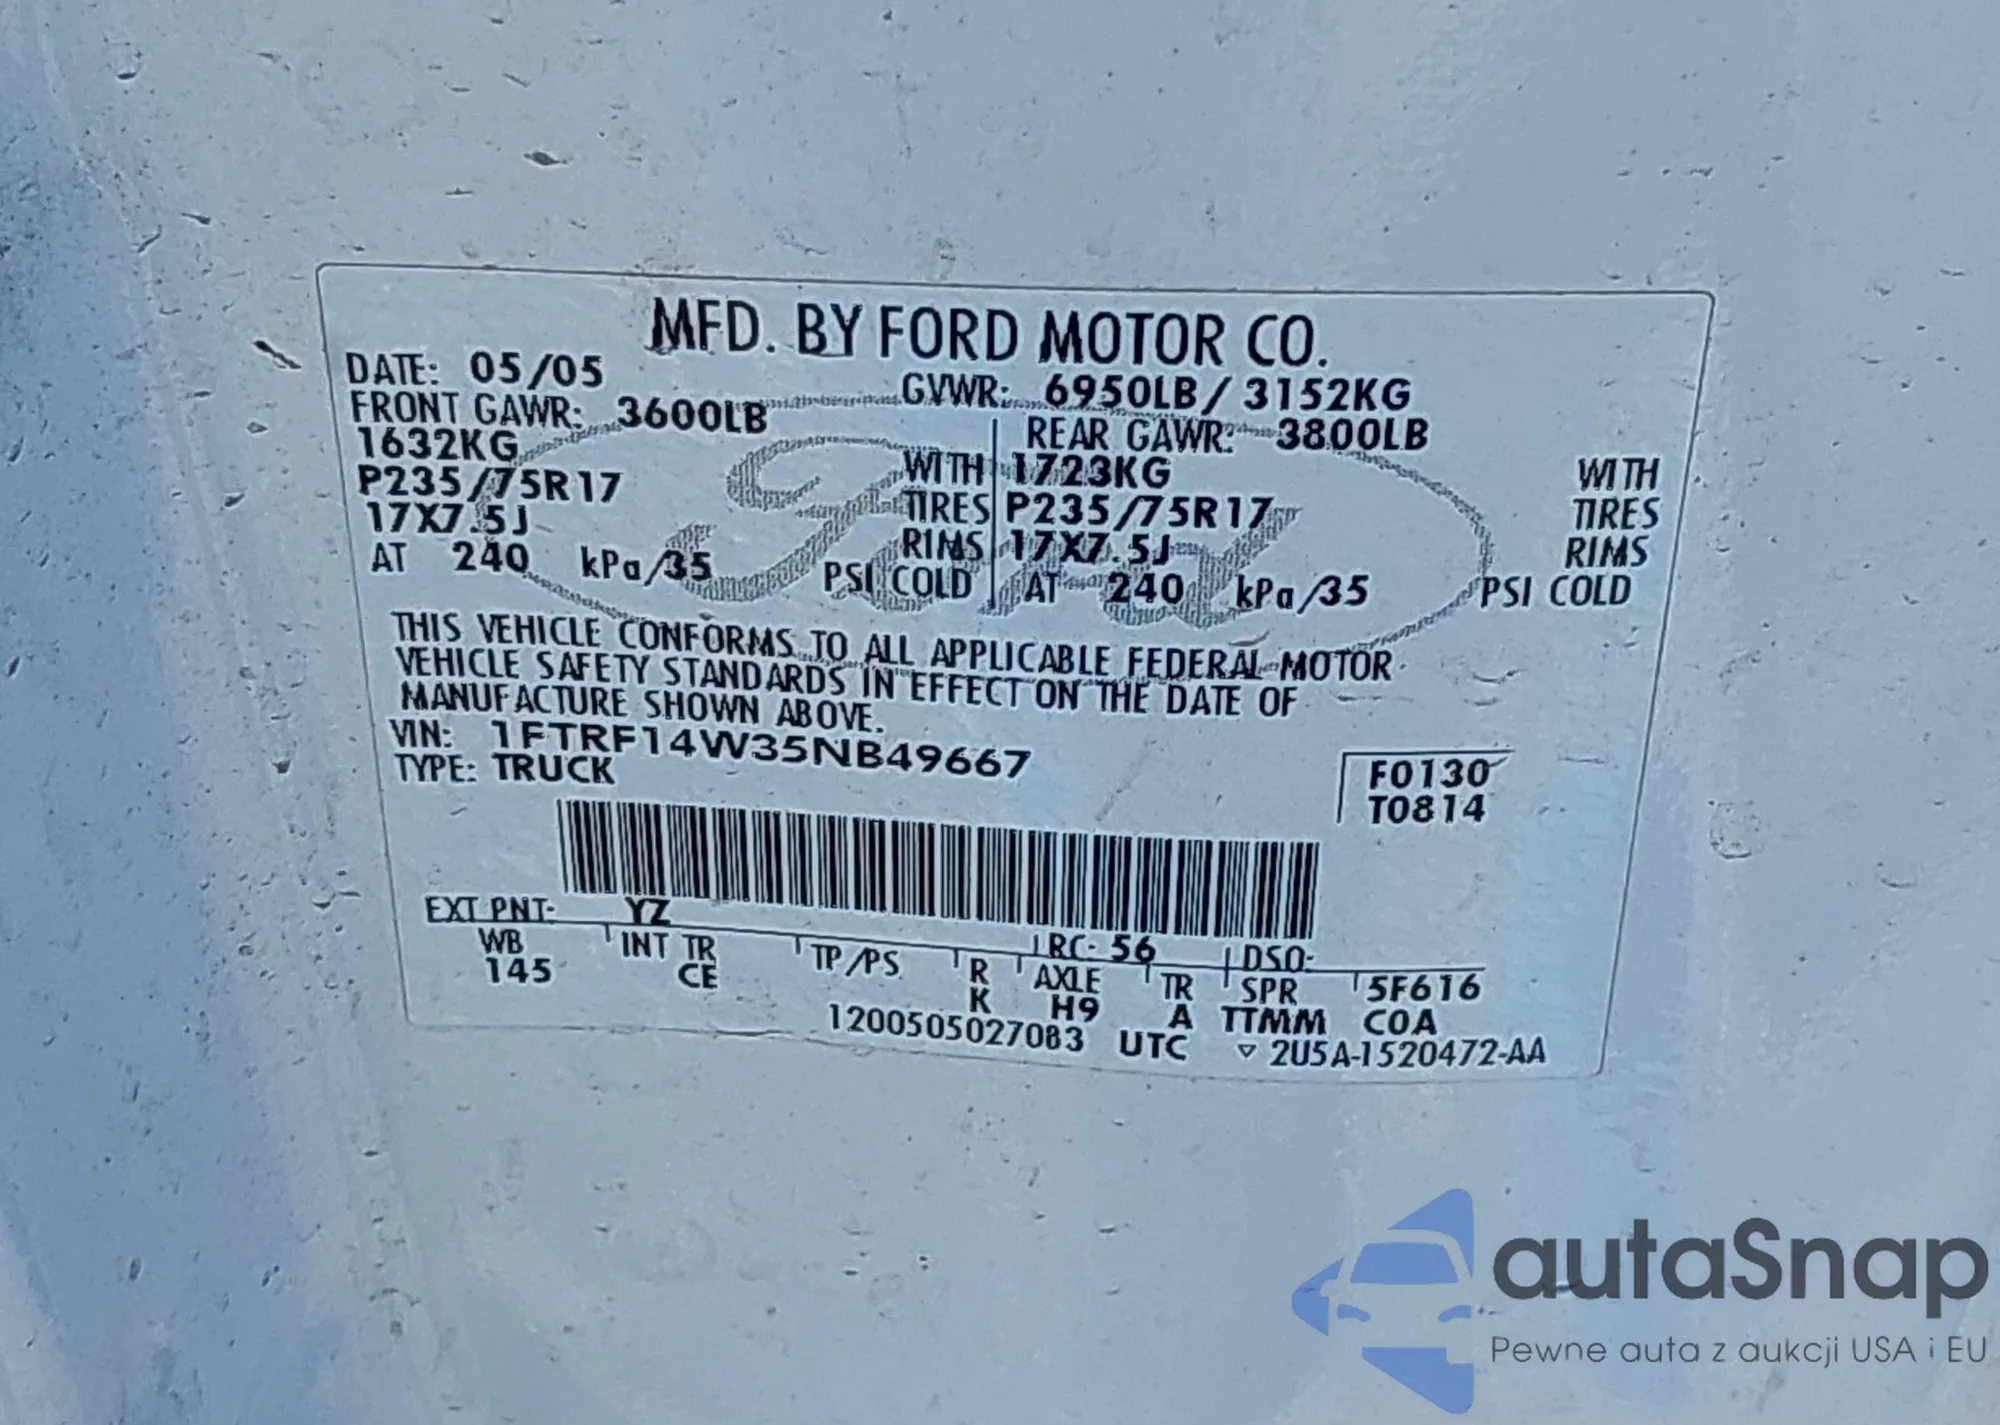 MFD. BY FORD MOTOR CO.
DATE: 05/05 GVWR: 6950LB / 3152KG
FRONT GAWR: 3600LB REAR GAWR: 3800LB
1632KG WITH 1723KG WITH
P235/75R17 TIRES P235/75R17 TIRES
17X7.5J RIMS 17X7.5J RIMS
AT 240 kPa/35 PSI COLD AT 240 kPa/35 PSI COLD
Ford
THIS VEHICLE CONFORMS TO ALL APPLICABLE FEDERAL MOTOR
VEHICLE SAFETY STANDARDS IN EFFECT ON THE DATE OF
MANUFACTURE SHOWN ABOVE.
VIN: 1FTRF14W35NB49667
TYPE: TRUCK
F0130
T0814
EXT PNT: YZ RC: 56 DSO:
WB INT TR TP/PS R AXLE TR SPR 5F616
145 CE K H9 A TTMM COA
1200505027083 UTC ▽ 2U5A-1520472-AA
autaSnap
Pewne auta z aukcji USA i EU